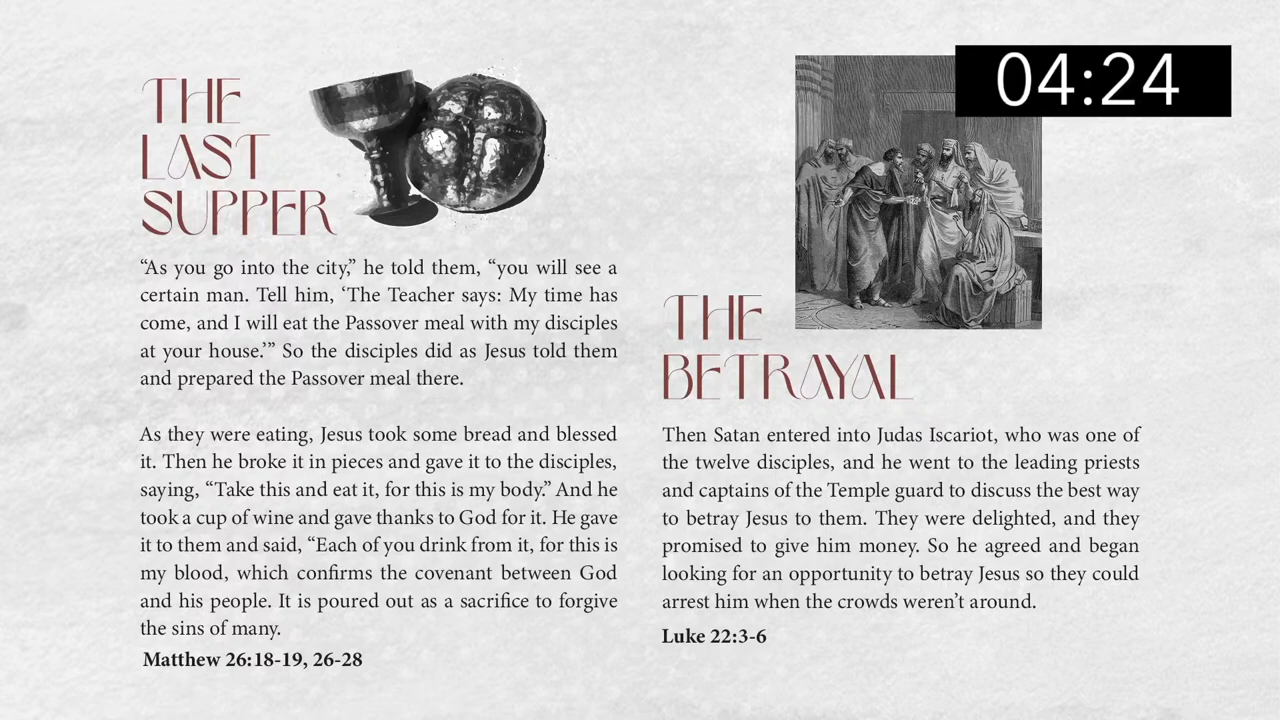 THE
LAST
SUPPER
“As you go into the city,” he told them, “you will see a
certain man. Tell him, ‘The Teacher says: My time has
come, and I will eat the Passover meal with my disciples
at your house.’” So the disciples did as Jesus told them
and prepared the Passover meal there.
As they were eating, Jesus took some bread and blessed
it. Then he broke it in pieces and gave it to the disciples,
saying, “Take this and eat it, for this is my body.” And he
took a cup of wine and gave thanks to God for it. He gave
it to them and said, “Each of you drink from it, for this is
my blood, which confirms the covenant between God
and his people. It is poured out as a sacrifice to forgive
the sins of many.
Matthew 26:18-19, 26-28
04:24
THE
BETRAYAL
Then Satan entered into Judas Iscariot, who was one of
the twelve disciples, and he went to the leading priests
and captains of the Temple guard to discuss the best way
to betray Jesus to them. They were delighted, and they
promised to give him money. So he agreed and began
looking for an opportunity to betray Jesus so they could
arrest him when the crowds weren’t around.
Luke 22:3-6